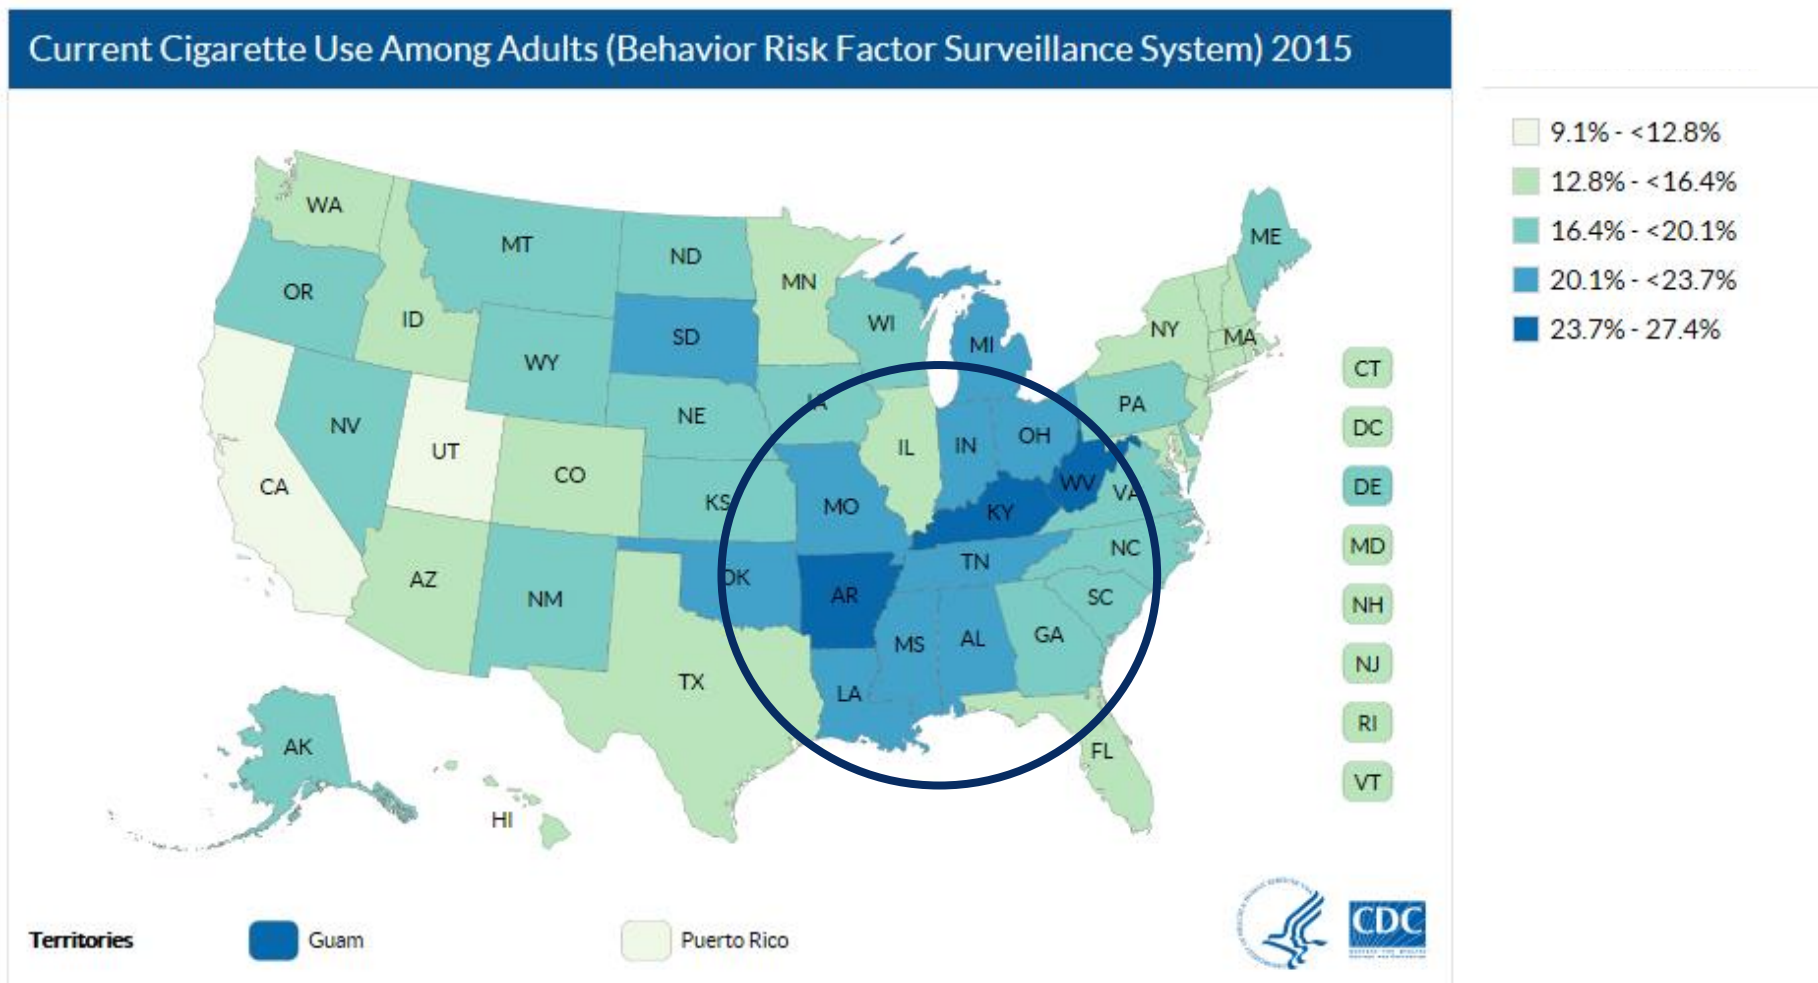 Current Cigarette Use Among Adults (Behavior Risk Factor Surveillance System) 2015
9.1% - <12.8%
12.8% - <16.4%
16.4% - <20.1%
20.1% - <23.7%
23.7% - 27.4%
WA
MT
ND
MN
ME
OR
ID
SD
WI
MI
NY
MA
WY
NV
UT
CO
NE
IA
IL
IN
OH
PA
CA
KS
MO
KY
WV
VA
AZ
NM
OK
AR
TN
NC
SC
TX
LA
MS
AL
GA
FL
AK
HI
CT
DC
DE
MD
NH
NJ
RI
VT
Territories
Guam
Puerto Rico
CDC